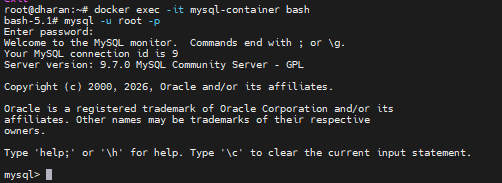 root@dharan:~# docker exec -it mysql-container bash
bash-5.1# mysql -u root -p
Enter password:
Welcome to the MySQL monitor.  Commands end with ; or \g.
Your MySQL connection id is 9
Server version: 9.7.0 MySQL Community Server - GPL

Copyright (c) 2000, 2026, Oracle and/or its affiliates.

Oracle is a registered trademark of Oracle Corporation and/or its
affiliates. Other names may be trademarks of their respective
owners.

Type 'help;' or '\h' for help. Type '\c' to clear the current input statement.

mysql>